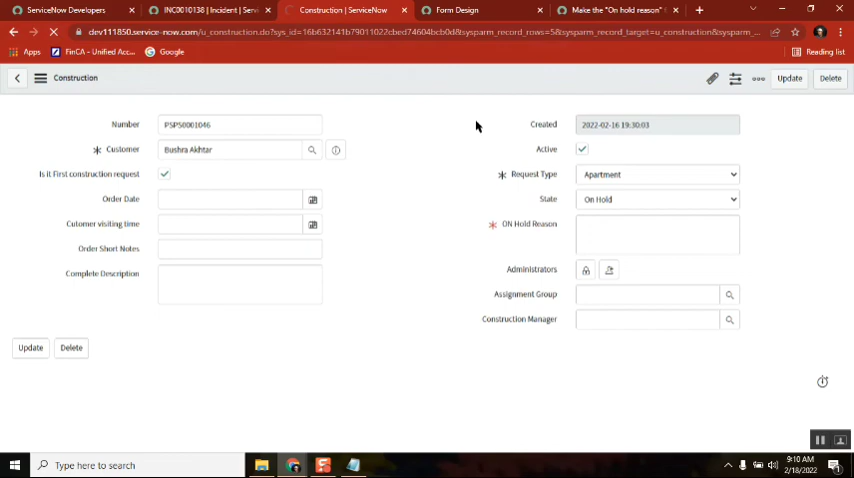 ServiceNow Developers
INC0010138 | Incident | Servi
Construction | ServiceNow
Form Design
Make the "On hold reason" f
dev111850.service-now.com/u_construction.do?sys_id=16b632141b79011022cbed74604bcb0d&sysparm_record_rows=5&sysparm_record_target=u_construction&sysparm_...
Apps
FinCA - Unified Acc...
Google
Reading list
Construction
Update
Delete
Number
PSPS0001046
Customer
Bushra Akhtar
Is it First construction request
Order Date
Cutomer visiting time
Order Short Notes
Complete Description
Created
2022-02-16 19:30:03
Active
Request Type
Apartment
State
On Hold
ON Hold Reason
Administrators
Assignment Group
Construction Manager
Update
Delete
Type here to search
9:10 AM
2/18/2022
1